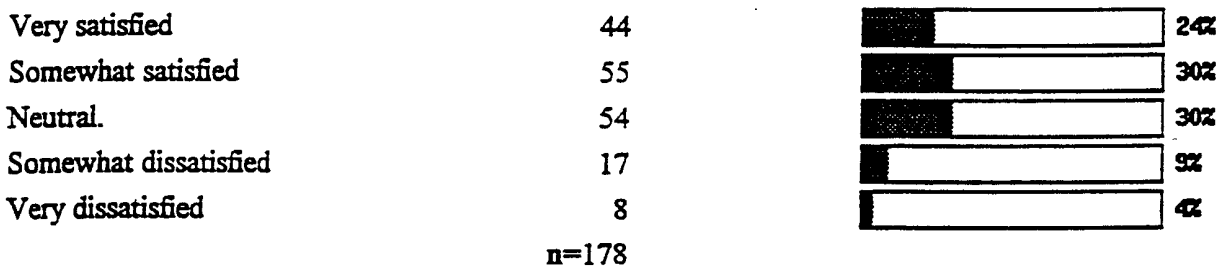 Very satisfied 44 24%
Somewhat satisfied 55 30%
Neutral. 54 30%
Somewhat dissatisfied 17 9%
Very dissatisfied 8 4%
n=178